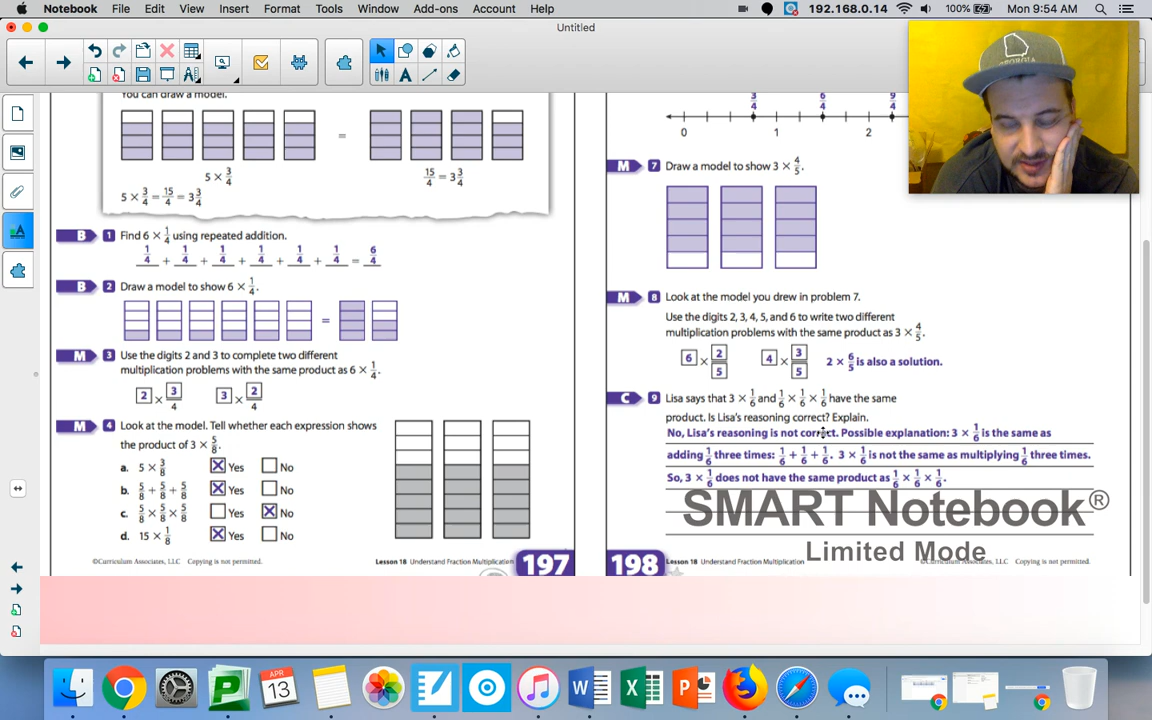 Notebook File Edit View Insert Format Tools Window Add-ons Account Help 192.168.0.14 100% Mon 9:54 AM
Untitled
GEORGIA
You can draw a model.
=
5 × 3/4
15/4 = 3 3/4
5 × 3/4 = 15/4 = 3 3/4
B 1 Find 6 × 1/4 using repeated addition.
1/4 + 1/4 + 1/4 + 1/4 + 1/4 + 1/4 = 6/4
B 2 Draw a model to show 6 × 1/4.
=
M 3 Use the digits 2 and 3 to complete two different
multiplication problems with the same product as 6 × 1/4.
2 × 3/4 3 × 2/4
M 4 Look at the model. Tell whether each expression shows
the product of 3 × 5/8.
a. 5 × 3/8 X Yes No
b. 5/8 + 5/8 + 5/8 X Yes No
c. 5/8 × 5/8 × 5/8 Yes X No
d. 15 × 1/8 X Yes No
©Curriculum Associates, LLC Copying is not permitted. Lesson 18 Understand Fraction Multiplication 197
3/4 6/4 9/4
0 1 2
M 7 Draw a model to show 3 × 4/5.
M 8 Look at the model you drew in problem 7.
Use the digits 2, 3, 4, 5, and 6 to write two different
multiplication problems with the same product as 3 × 4/5.
6 × 2/5 4 × 3/5 2 × 6/5 is also a solution.
C 9 Lisa says that 3 × 1/6 and 1/6 × 1/6 × 1/6 have the same
product. Is Lisa's reasoning correct? Explain.
No, Lisa's reasoning is not correct. Possible explanation: 3 × 1/6 is the same as
adding 1/6 three times: 1/6 + 1/6 + 1/6. 3 × 1/6 is not the same as multiplying 1/6 three times.
So, 3 × 1/6 does not have the same product as 1/6 × 1/6 × 1/6.
SMART Notebook®
Limited Mode
198 Lesson 18 Understand Fraction Multiplication ©Curriculum Associates, LLC Copying is not permitted.
APR
13